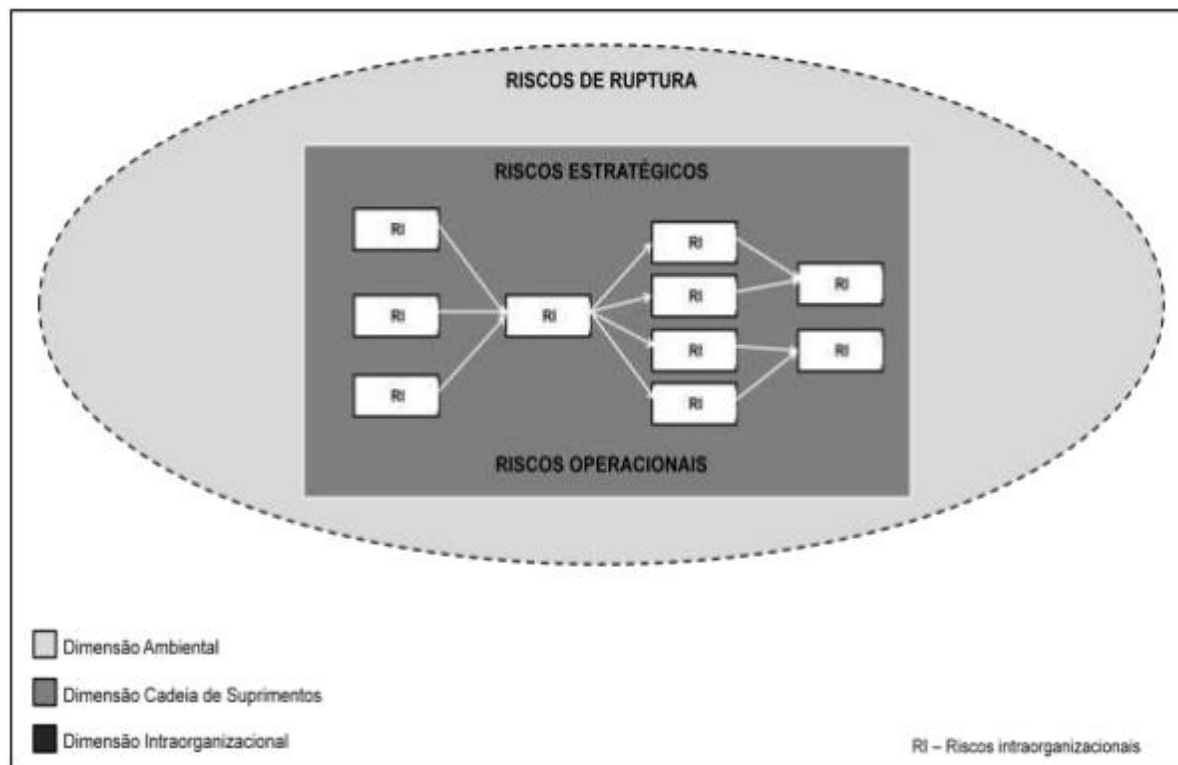 RISCOS DE RUPTURA
RISCOS ESTRATÉGICOS
RI
RI
RI
RI
RI
RI
RI
RI
RI
RI
RISCOS OPERACIONAIS
Dimensão Ambiental
Dimensão Cadeia de Suprimentos
Dimensão Intraorganizacional
RI – Riscos intraorganizacionais